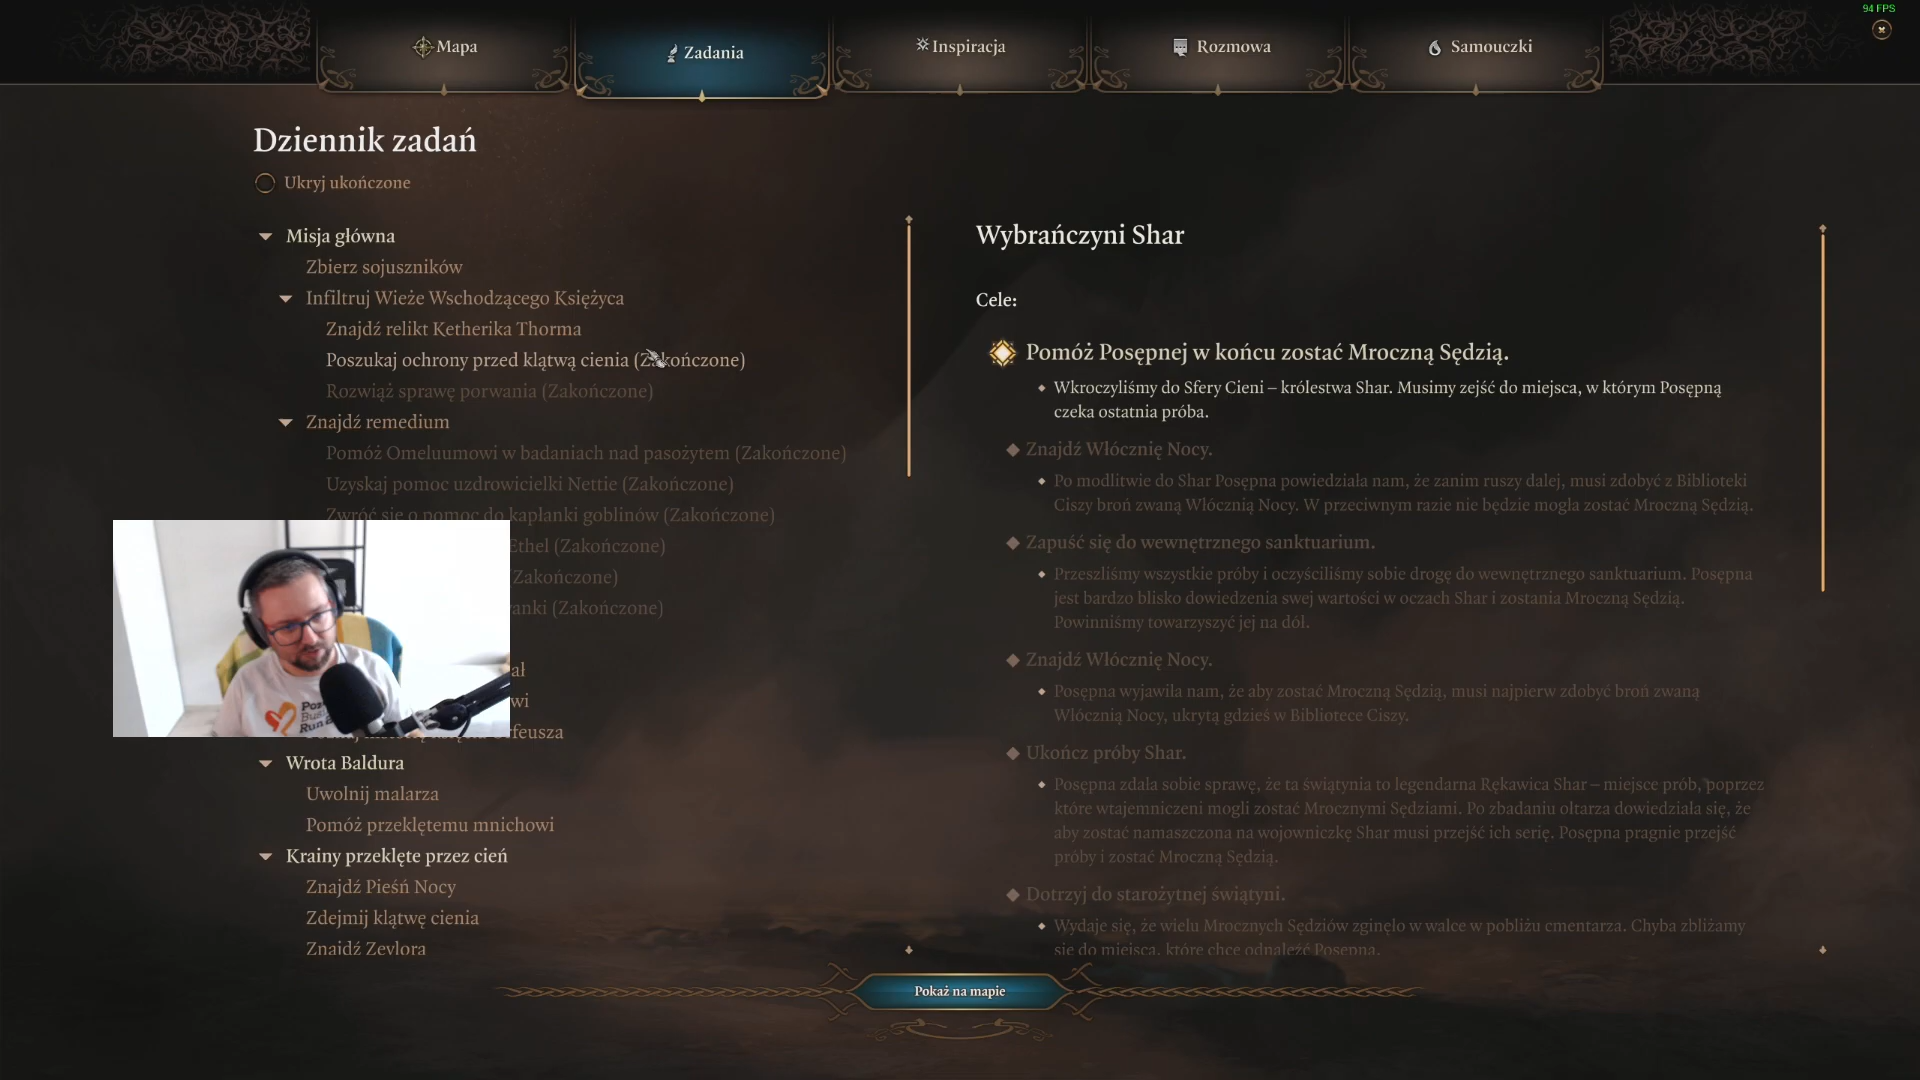 94 FPS
Mapa
Zadania
Inspiracja
Rozmowa
Samouczki
Dziennik zadań
Ukryj ukończone
Misja główna
Zbierz sojuszników
Infiltruj Wieże Wschodzącego Księżyca
Znajdź relikt Ketherika Thorma
Poszukaj ochrony przed klątwą cienia (Zakończone)
Rozwiąż sprawę porwania (Zakończone)
Znajdź remedium
Pomóż Omeluumowi w badaniach nad pasożytem (Zakończone)
Uzyskaj pomoc uzdrowicielki Nettie (Zakończone)
Zwróć się o pomoc do kapłanki goblinów (Zakończone)
Ethel (Zakończone)
(Zakończone)
anki (Zakończone)
ał
wi
feusza
Wrota Baldura
Uwolnij malarza
Pomóż przeklętemu mnichowi
Krainy przeklęte przez cień
Znajdź Pieśń Nocy
Zdejmij klątwę cienia
Znajdź Zevlora
Wybrańczyni Shar
Cele:
Pomóż Posępnej w końcu zostać Mroczną Sędzią.
Wkroczyliśmy do Sfery Cieni – królestwa Shar. Musimy zejść do miejsca, w którym Posępną
czeka ostatnia próba.
Znajdź Włócznię Nocy.
Po modlitwie do Shar Posępna powiedziała nam, że zanim ruszy dalej, musi zdobyć z Biblioteki
Ciszy broń zwaną Włócznią Nocy. W przeciwnym razie nie będzie mogła zostać Mroczną Sędzią.
Zapuść się do wewnętrznego sanktuarium.
Przeszliśmy wszystkie próby i oczyściliśmy sobie drogę do wewnętrznego sanktuarium. Posępna
jest bardzo blisko dowiedzenia swej wartości w oczach Shar i zostania Mroczną Sędzią.
Powinniśmy towarzyszyć jej na dól.
Znajdź Włócznię Nocy.
Posępna wyjawiła nam, że aby zostać Mroczną Sędzią, musi najpierw zdobyć broń zwaną
Włócznią Nocy, ukrytą gdzieś w Bibliotece Ciszy.
Ukończ próby Shar.
Posępna zdała sobie sprawę, że ta świątynia to legendarna Rękawica Shar – miejsce prób, poprzez
które wtajemniczeni mogli zostać Mrocznymi Sędziami. Po zbadaniu ołtarza dowiedziała się, że
aby zostać namaszczona na wojowniczkę Shar musi przejść ich serię. Posępna pragnie przejść
próby i zostać Mroczną Sędzią.
Dotrzyj do starożytnej świątyni.
Wydaje się, że wielu Mrocznych Sędziów zginęło w walce w pobliżu cmentarza. Chyba zbliżamy
się do miejsca, które chce odnaleźć Posępna.
Pokaż na mapie